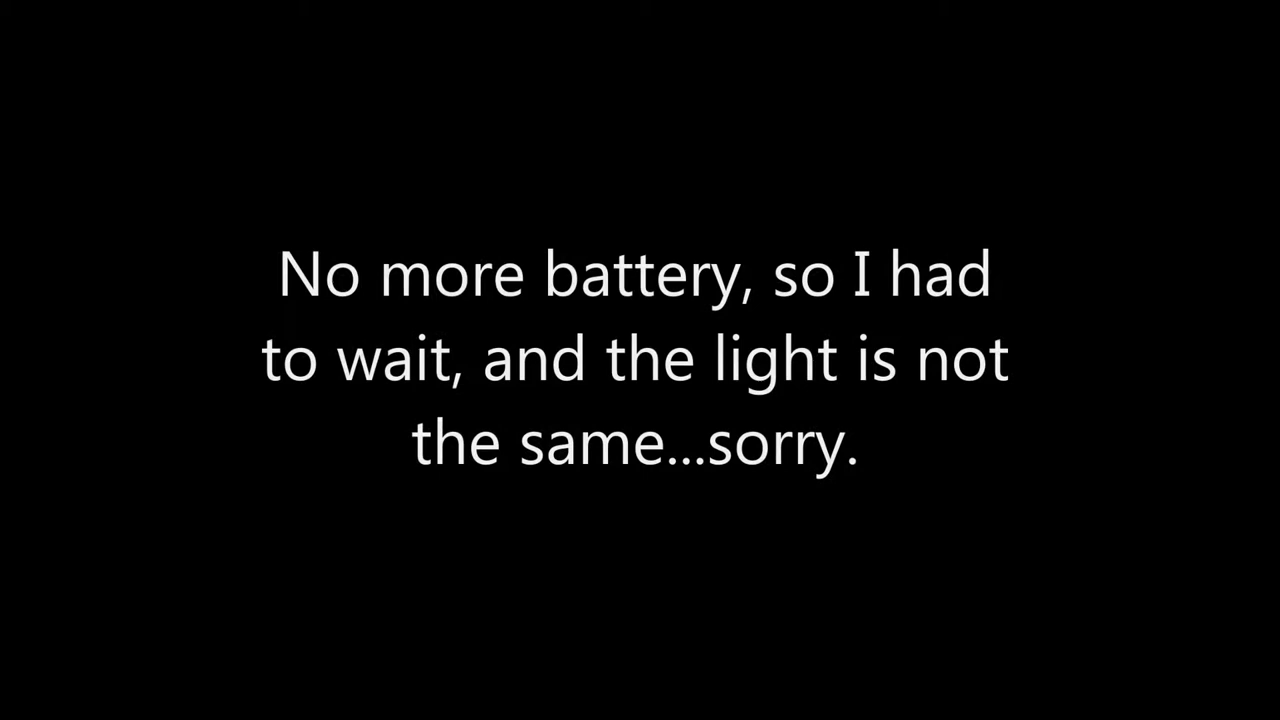 No more battery, so I had
to wait, and the light is not
the same...sorry.